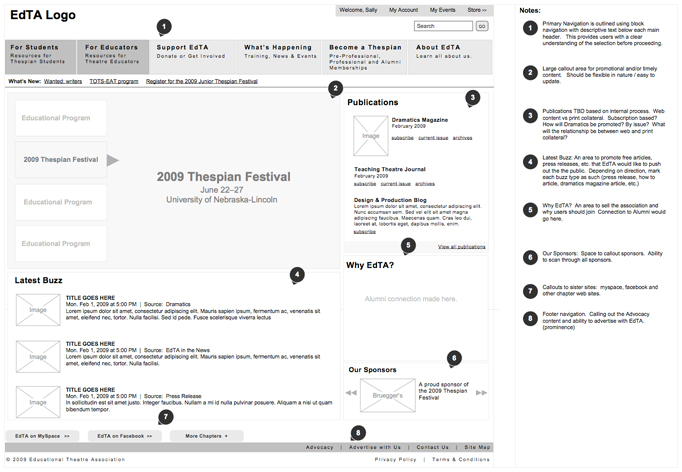 EdTA Logo
Welcome, Sally My Account My Events Store >>
Search GO
1
For Students
Resources for
Thespian Students
For Educators
Resources for
Theatre Educators
Support EdTA
Donate or Get Involved
What's Happening
Training, News & Events
Become a Thespian
Pre-Professional,
Professional and Alumni
Memberships
About EdTA
Learn all about us.
What's New: Wanted, writers TOTS-EAT program Register for the 2009 Junior Thespian Festival
2
Educational Program
2009 Thespian Festival
Educational Program
Educational Program
2009 Thespian Festival
June 22–27
University of Nebraska-Lincoln
3
Publications
Image
Dramatics Magazine
February 2009
subscribe current issue archives
Teaching Theatre Journal
February 2009
subscribe current issue archives
Design & Production Blog
Lorem ipsum dolor sit amet, consectetur adipiscing elit.
Nunc accumsan sem. Sed vel elit sit amet magna
adipiscing faucibus. Maecenas quam. Cras leo dui,
laoreet at, lobortis eget, dapibus mollis, enim.
subscribe
5
View all publications
4
Latest Buzz
Image
TITLE GOES HERE
Mon. Feb 1, 2009 at 5:00 PM | Source: Dramatics
Lorem ipsum dolor sit amet, consectetur adipiscing elit. Mauris sapien ipsum, fermentum ac, venenatis sit
amet, eleifend nec, tortor. Nulla facilisi. Sed id pede. Fusce scelerisque viverra lectus
Image
TITLE GOES HERE
Mon. Feb 1, 2009 at 5:00 PM | Source: EdTA in the News
Lorem ipsum dolor sit amet, consectetur adipiscing elit. Mauris sapien ipsum, fermentum ac, venenatis sit
amet, eleifend nec, tortor. Nulla facilisi.
Image
TITLE GOES HERE
Mon. Feb 1, 2009 at 5:00 PM | Source: Press Release
In sollicitudin est sit amet justo. Integer faucibus. Nullam a mi id nulla pulvinar posuere. Aliquam a nisi ut quam
bibendum tempor.
Why EdTA?
Alumni connection made here.
6
Our Sponsors
Bruegger's
A proud sponsor of
the 2009 Thespian
Festival
7
EdTA on MySpace >>
EdTA on Facebook >>
More Chapters +
8
Advocacy | Advertise with Us | Contact Us | Site Map
© 2009 Educational Theatre Association
Privacy Policy | Terms & Conditions
Notes:
1
Primary Navigation is outlined using block
navigation with descriptive text below each main
header. This provides users with a clear
understanding of the selection before proceeding.
2
Large callout area for promotional and/or timely
content. Should be flexible in nature / easy to
update.
3
Publications TBD based on internal process. Web
content vs print collateral. Subscription based?
How will Dramatics be promoted? By issue? What
will the relationship be between web and print
collateral?
4
Latest Buzz: An area to promote free articles,
press releases, etc. that EdTA would like to push
out the the public. Depending on direction, mark
each buzz type as such (press release, how to
article, dramatics magazine article, etc.)
5
Why EdTA? An area to sell the association and
why users should join Connection to Alumni would
go here.
6
Our Sponsors: Space to callout sponsors. Ability
to scan through all sponsors.
7
Callouts to sister sites: myspace, facebook and
other chapter web sites.
8
Footer navigation. Calling out the Advocacy
content and ability to advertise with EdTA.
(prominence)